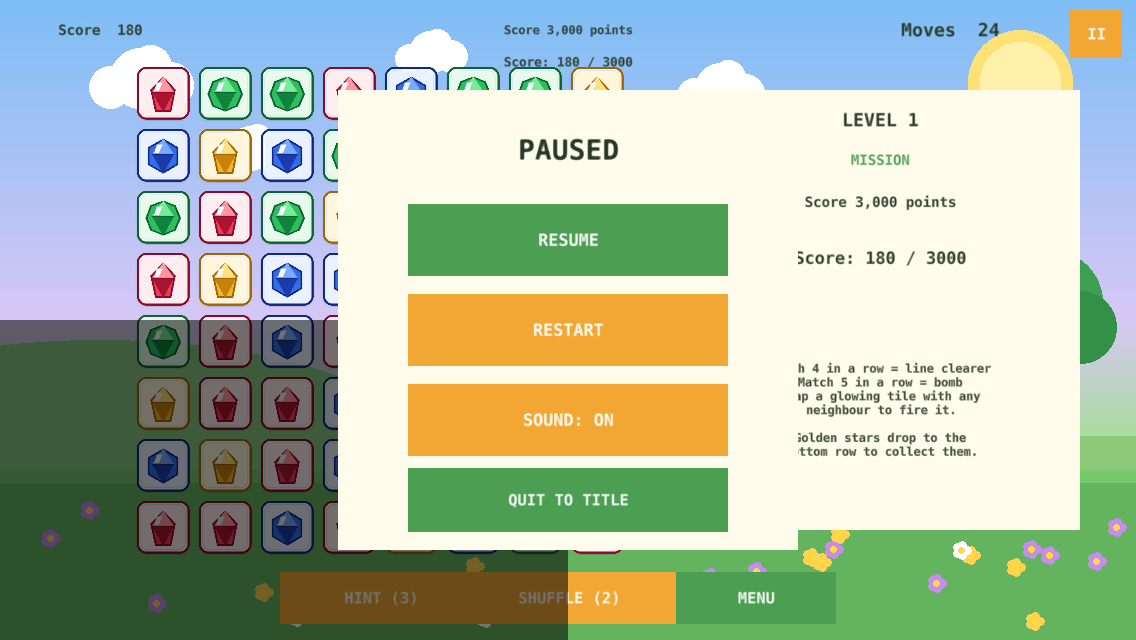 Score 180
Score 3,000 points
Score: 180 / 3000
Moves 24
II
PAUSED
RESUME
RESTART
SOUND: ON
QUIT TO TITLE
LEVEL 1
MISSION
Score 3,000 points
Score: 180 / 3000
h 4 in a row = line clearer
Match 5 in a row = bomb
ap a glowing tile with any
neighbour to fire it.
Golden stars drop to the
ttom row to collect them.
HINT (3)
SHUFFLE (2)
MENU